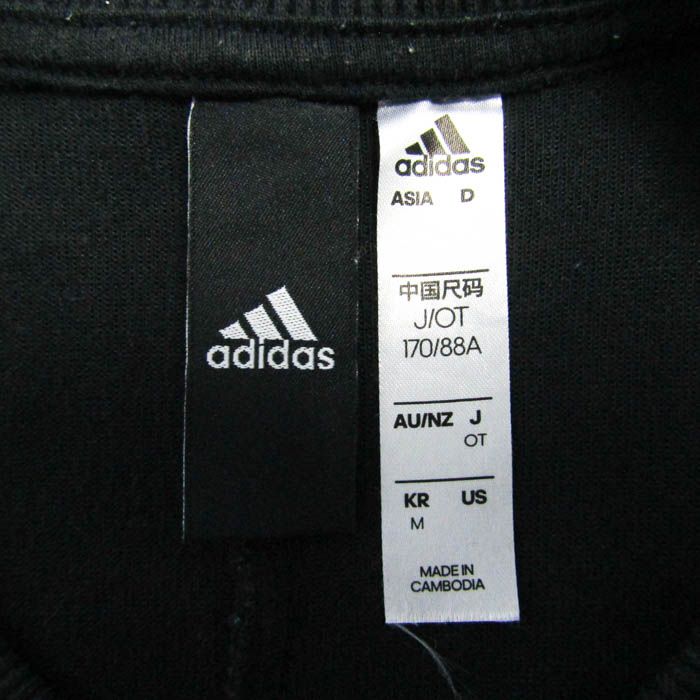 adidas
adidas
ASIA D
中国尺码
J/OT
170/88A
AU/NZ J
OT
KR US
M
MADE IN
CAMBODIA